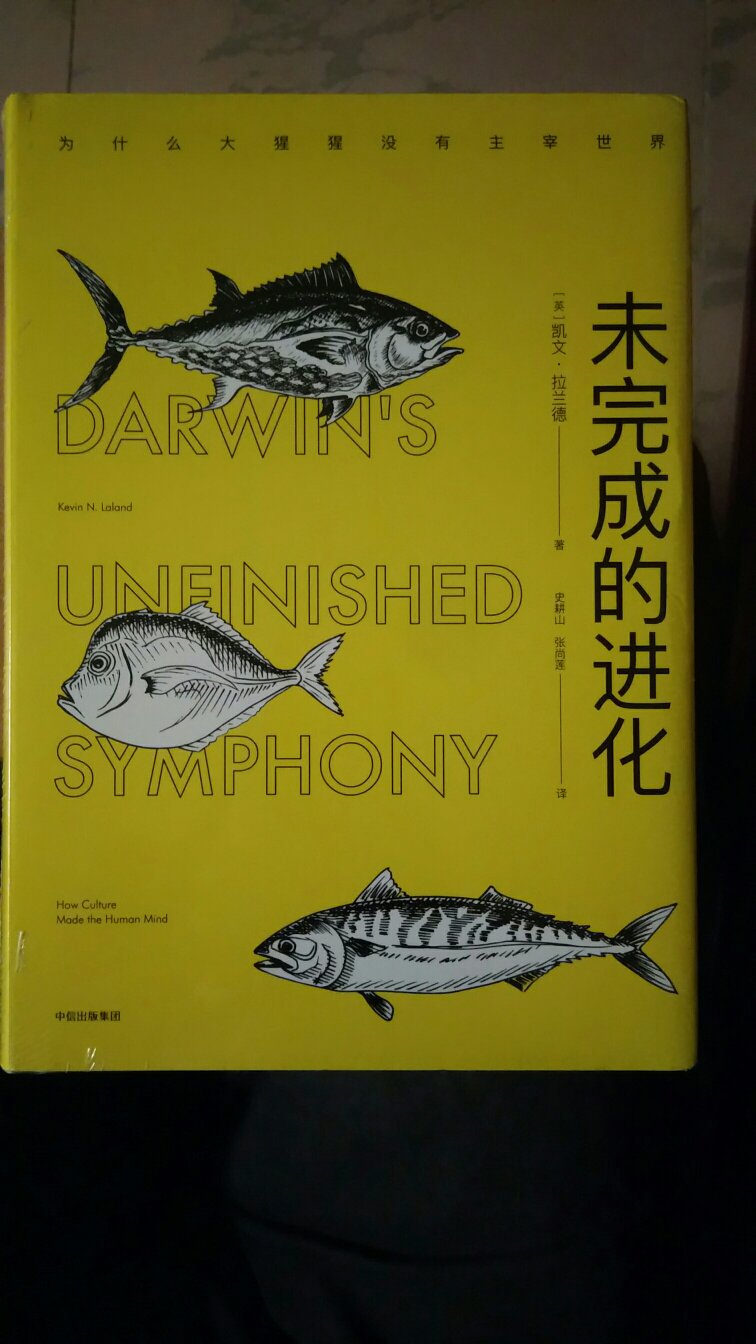 为什么大猩猩没有主宰世界
未完成的进化
[英]凯文·拉兰德 著
史耕山 张尚莲 译
DARWIN'S
Kevin N. Laland
UNFINISHED
SYMPHONY
How Culture
Made the Human Mind
中信出版集团